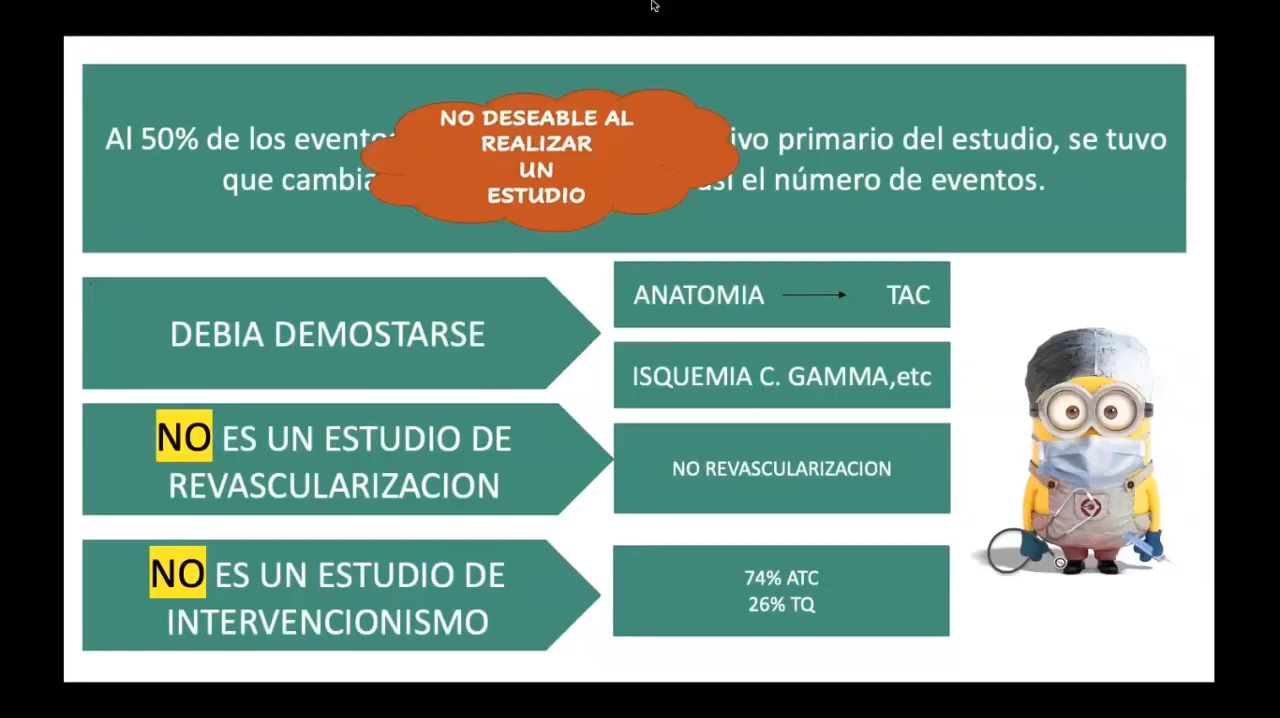 Al 50% de los
ivo primario del estudio, se tuvo
que
el número de eventos.
NO DESEABLE AL
REALIZAR
UN
ESTUDIO
DEBIA DEMOSTARSE
ANATOMIA → TAC
ISQUEMIA C. GAMMA,etc
NO ES UN ESTUDIO DE
REVASCULARIZACION
NO REVASCULARIZACION
NO ES UN ESTUDIO DE
INTERVENCIONISMO
74% ATC
26% TQ